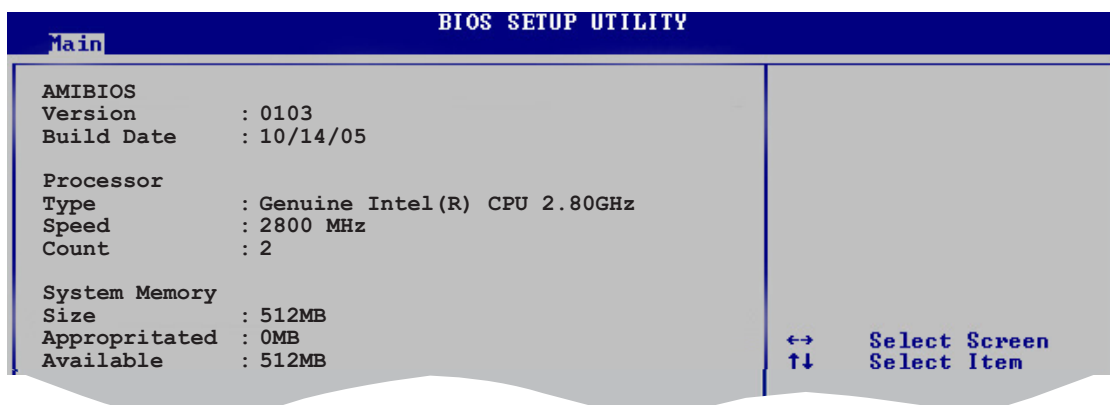 BIOS SETUP UTILITY
Main
AMIBIOS
Version : 0103
Build Date : 10/14/05
Processor
Type : Genuine Intel(R) CPU 2.80GHz
Speed : 2800 MHz
Count : 2
System Memory
Size : 512MB
Appropritated : 0MB
Available : 512MB
←→ Select Screen
↑↓ Select Item